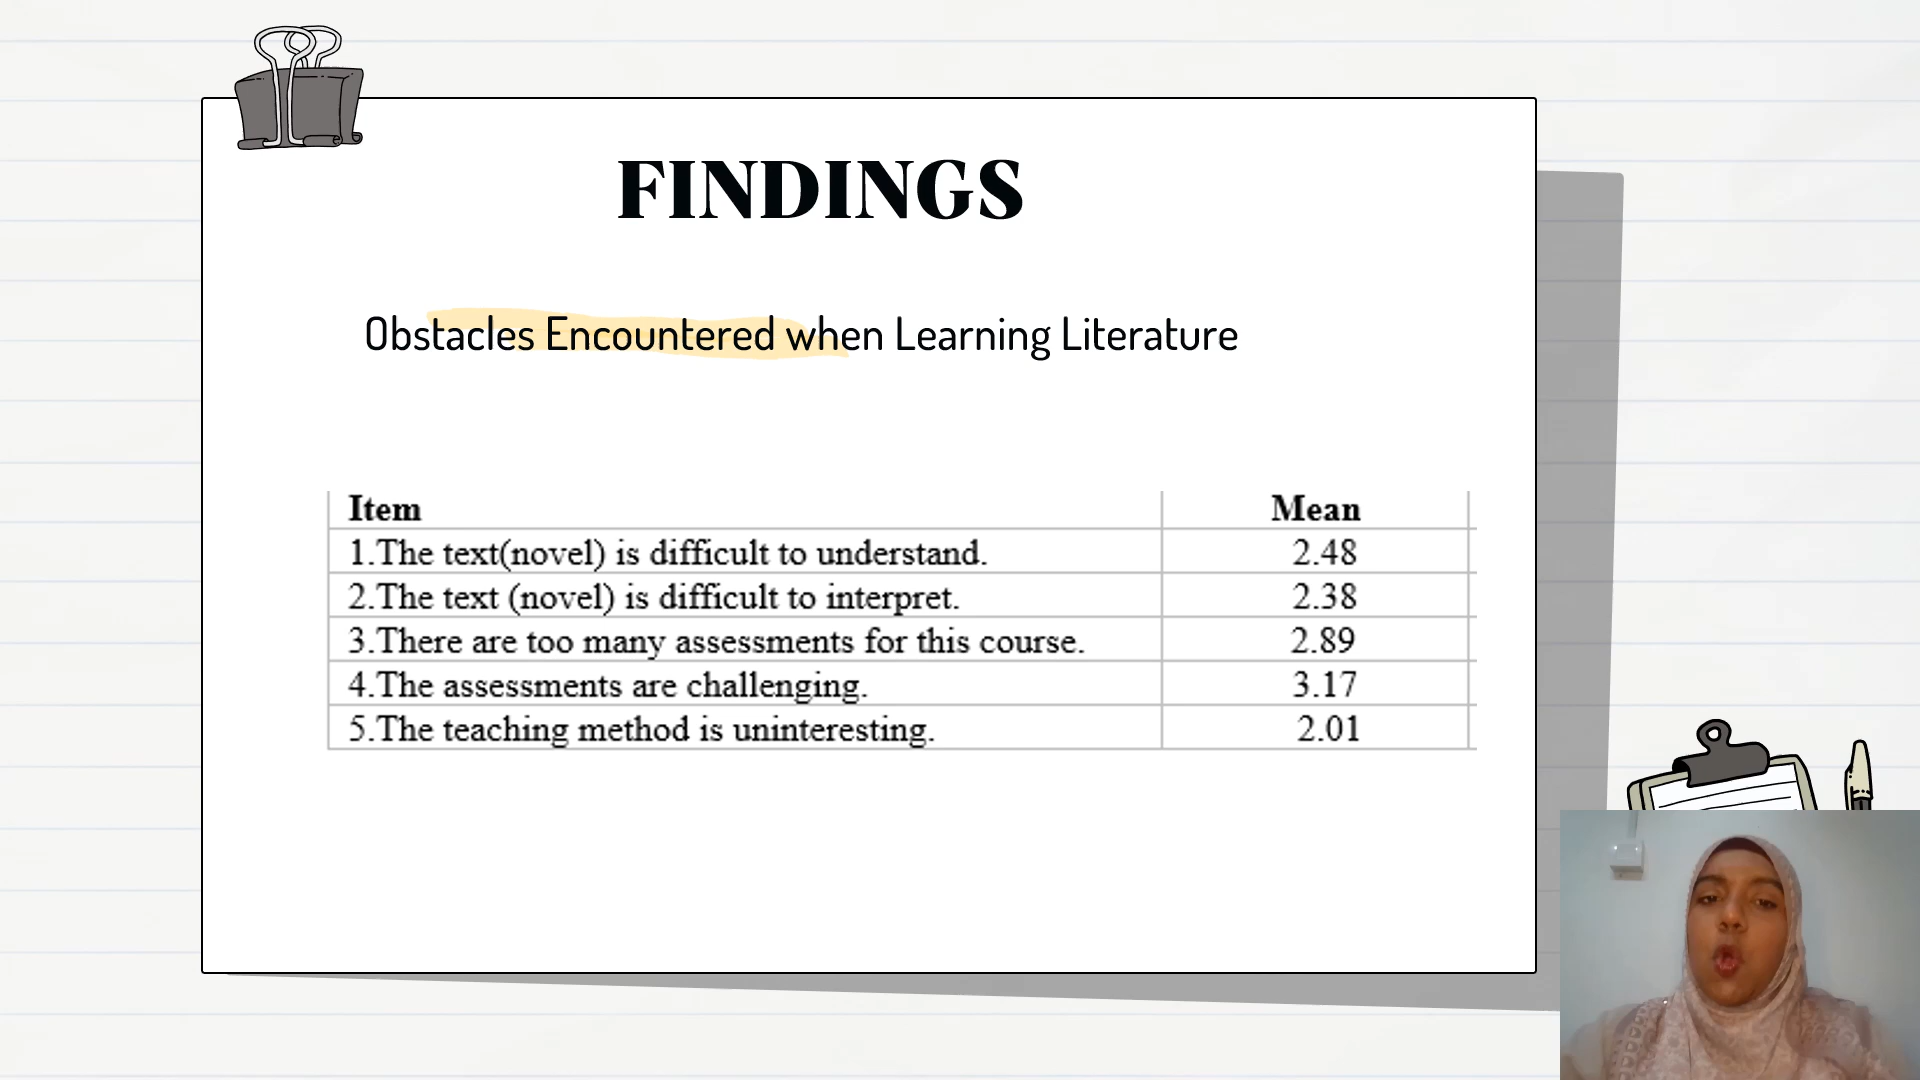 FINDINGS
Obstacles Encountered when Learning Literature
Item Mean
1.The text(novel) is difficult to understand. 2.48
2.The text (novel) is difficult to interpret. 2.38
3.There are too many assessments for this course. 2.89
4.The assessments are challenging. 3.17
5.The teaching method is uninteresting. 2.01